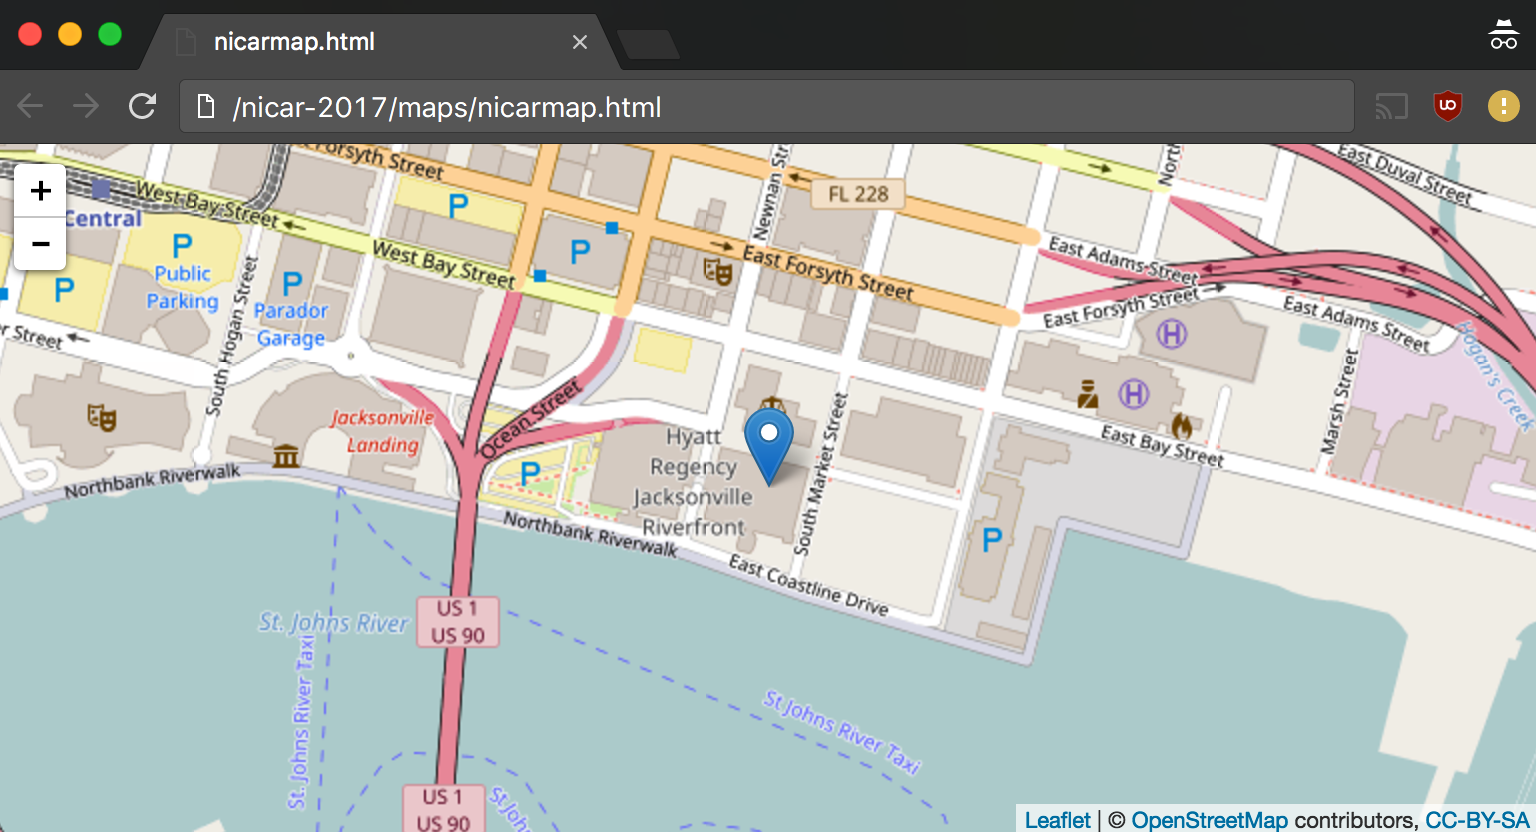 nicarmap.html
/nicar-2017/maps/nicarmap.html
+
−
Forsyth Street
Newnan Str
North
East Duval Street
FL 228
West Bay Street
Central
P
P
P
Public
Parking
P
P
Parador
Garage
West Bay Street
East Forsyth Street
East Adams Street
East Forsyth Street
East Adams Street
Hogan's Creek
er Street
South Hogan Street
H
H
Marsh Street
Jacksonville
Landing
Ocean Street
South Market Street
East Bay Street
Hyatt
Regency
Jacksonville
Riverfront
P
P
Northbank Riverwalk
Northbank Riverwalk
East Coastline Drive
St. Johns River
US 1
US 90
St. Johns River Taxi
St Johns River Taxi
US 1
US 90
St Joh
Leaflet | © OpenStreetMap contributors, CC-BY-SA